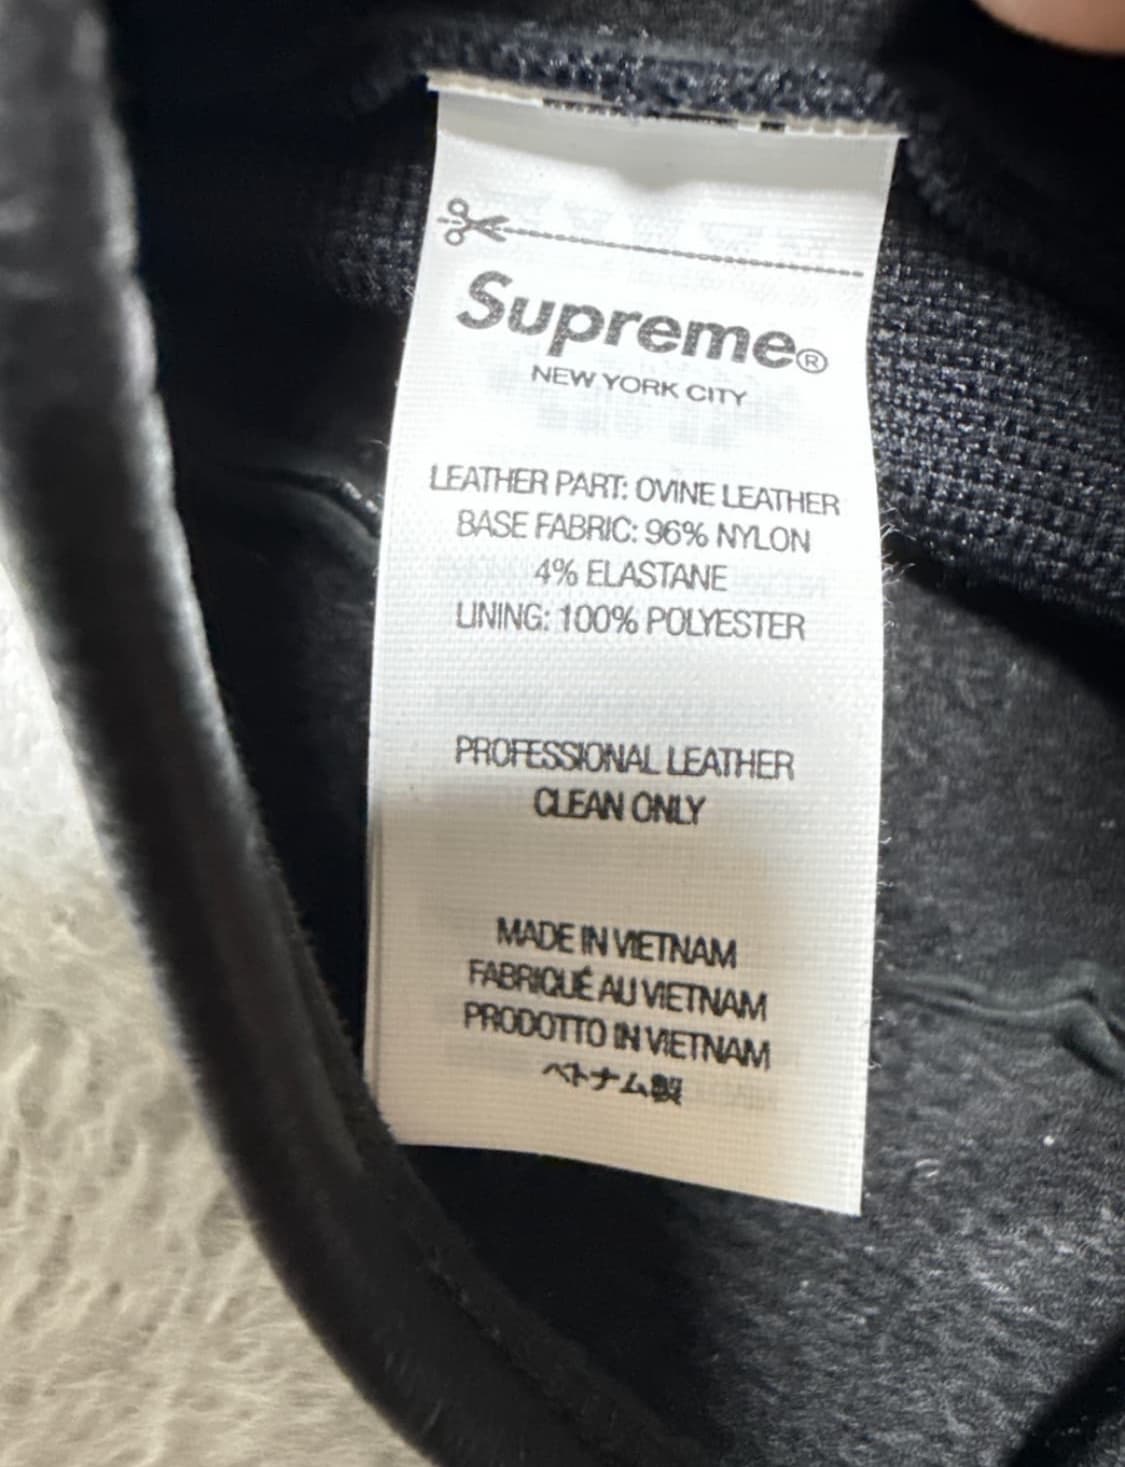 Supreme®
NEW YORK CITY
LEATHER PART: OVINE LEATHER
BASE FABRIC: 96% NYLON
4% ELASTANE
LINING: 100% POLYESTER
PROFESSIONAL LEATHER
CLEAN ONLY
MADE IN VIETNAM
FABRIQUÉ AU VIETNAM
PRODOTTO IN VIETNAM
ベトナム製